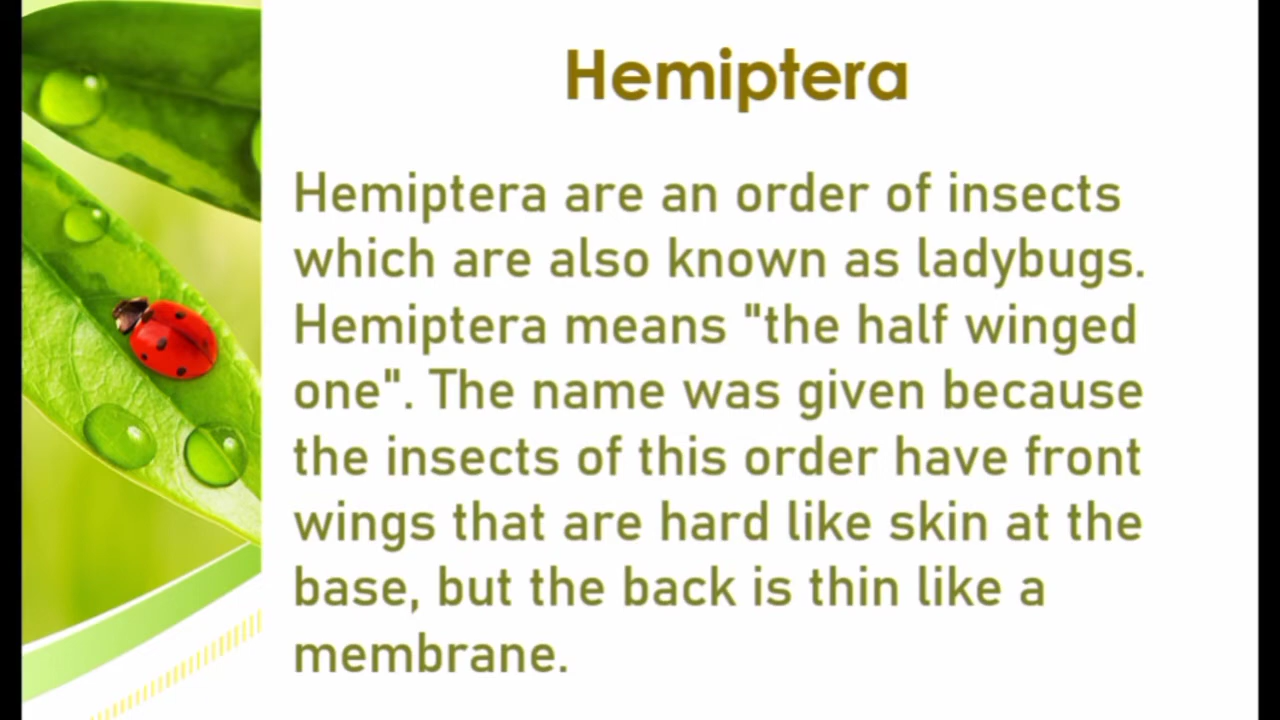 Hemiptera
Hemiptera are an order of insects
which are also known as ladybugs.
Hemiptera means "the half winged
one". The name was given because
the insects of this order have front
wings that are hard like skin at the
base, but the back is thin like a
membrane.